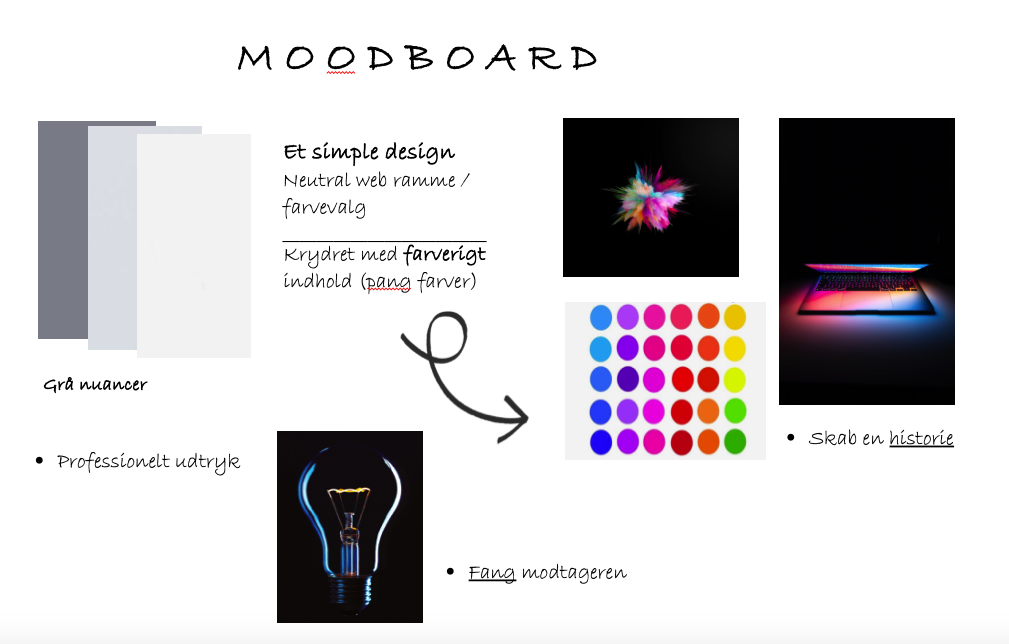 MOODBOARD
Et simple design
Neutral web ramme /
farvevalg
Krydret med farverigt
indhold (pang farver)
Grå nuancer
• Professionelt udtryk
• Skab en historie
• Fang modtageren